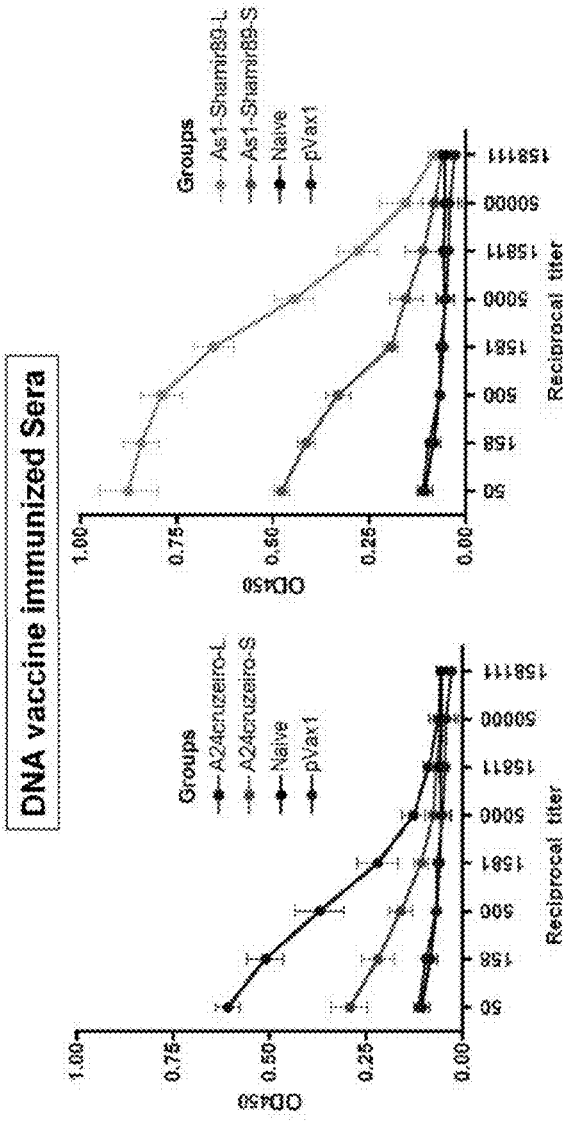 DNA vaccine immunized Sera
1.00
0.75
0.50
0.25
0.00
OD450
50
158
500
1581
5000
15811
50000
158111
Reciprocal titer
Groups
A24cruzeiro-L
A24cruzeiro-S
Naive
pVax1
1.00
0.75
0.50
0.25
0.00
OD450
50
158
500
1581
5000
15811
50000
158111
Reciprocal titer
Groups
As1-Shamir89-L
As1-Shamir89-S
Naive
pVax1